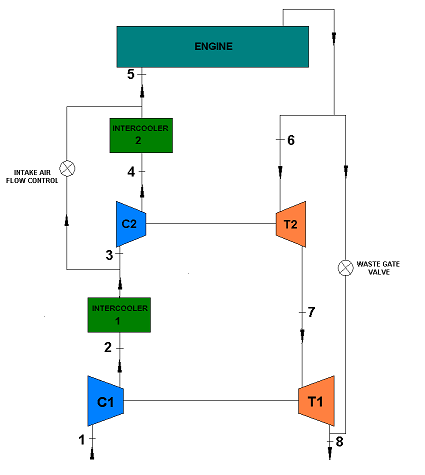 ENGINE
5
INTERCOOLER
2
6
INTAKE AIR
FLOW CONTROL
4
C2
T2
3
WASTE GATE
VALVE
INTERCOOLER
1
7
2
C1
T1
1
8